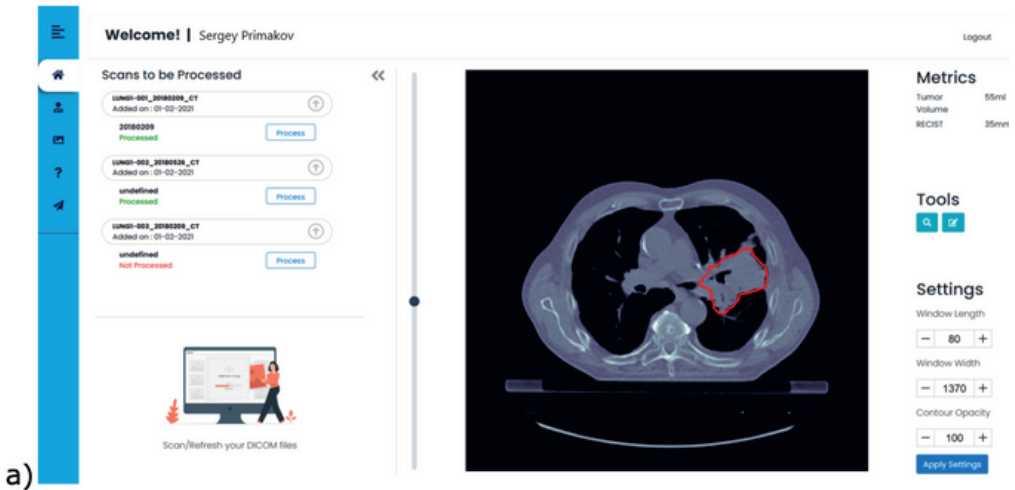 Welcome! | Sergey Primakov
Logout
Scans to be Processed
LUNG1-001_20180209_CT
Added on : 01-02-2021
20180209
Processed
Process
LUNG1-002_20180526_CT
Added on : 01-02-2021
undefined
Processed
Process
LUNG1-003_20180209_CT
Added on : 01-02-2021
undefined
Not Processed
Process
Scan/Refresh your DICOM files
Metrics
Tumor Volume 55ml
RECIST 35mm
Tools
Settings
Window Length
− 80 +
Window Width
− 1370 +
Contour Opacity
− 100 +
Apply Settings
a)